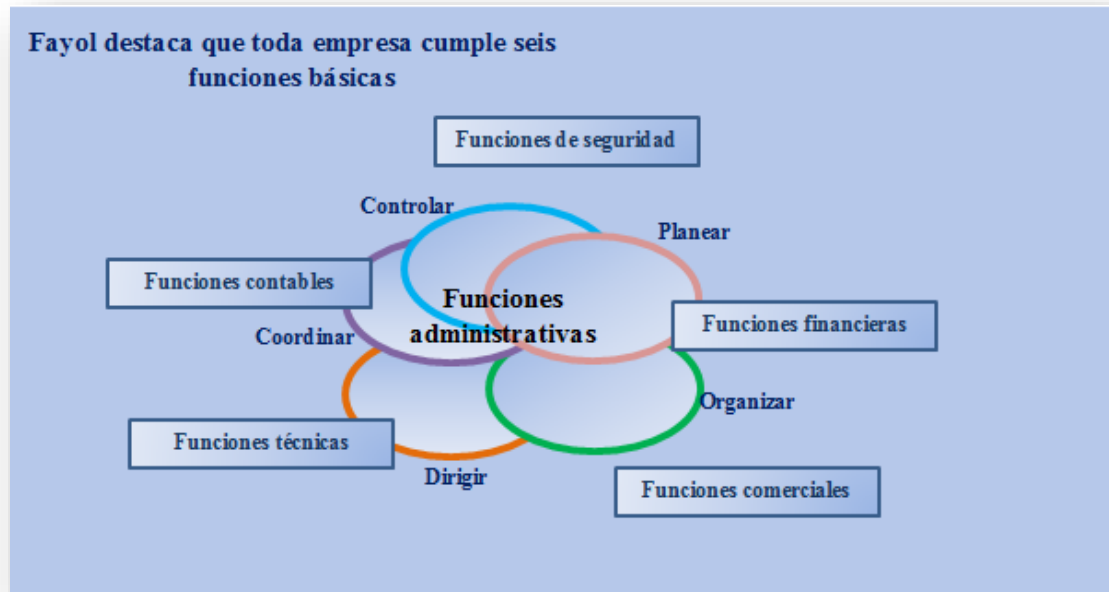 Fayol destaca que toda empresa cumple seis
funciones básicas
Funciones de seguridad
Controlar
Planear
Funciones contables
Funciones
administrativas
Funciones financieras
Coordinar
Organizar
Funciones técnicas
Dirigir
Funciones comerciales